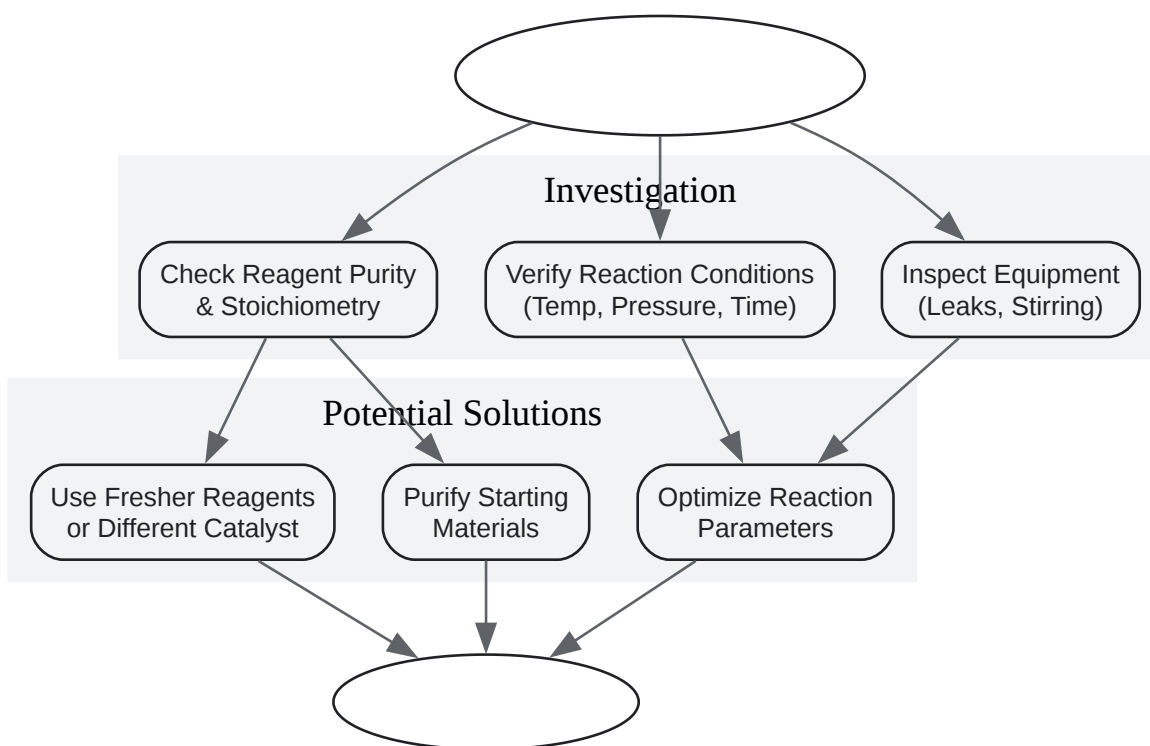 Investigation
Check Reagent Purity
& Stoichiometry
Verify Reaction Conditions
(Temp, Pressure, Time)
Inspect Equipment
(Leaks, Stirring)
Potential Solutions
Use Fresher Reagents
or Different Catalyst
Purify Starting
Materials
Optimize Reaction
Parameters